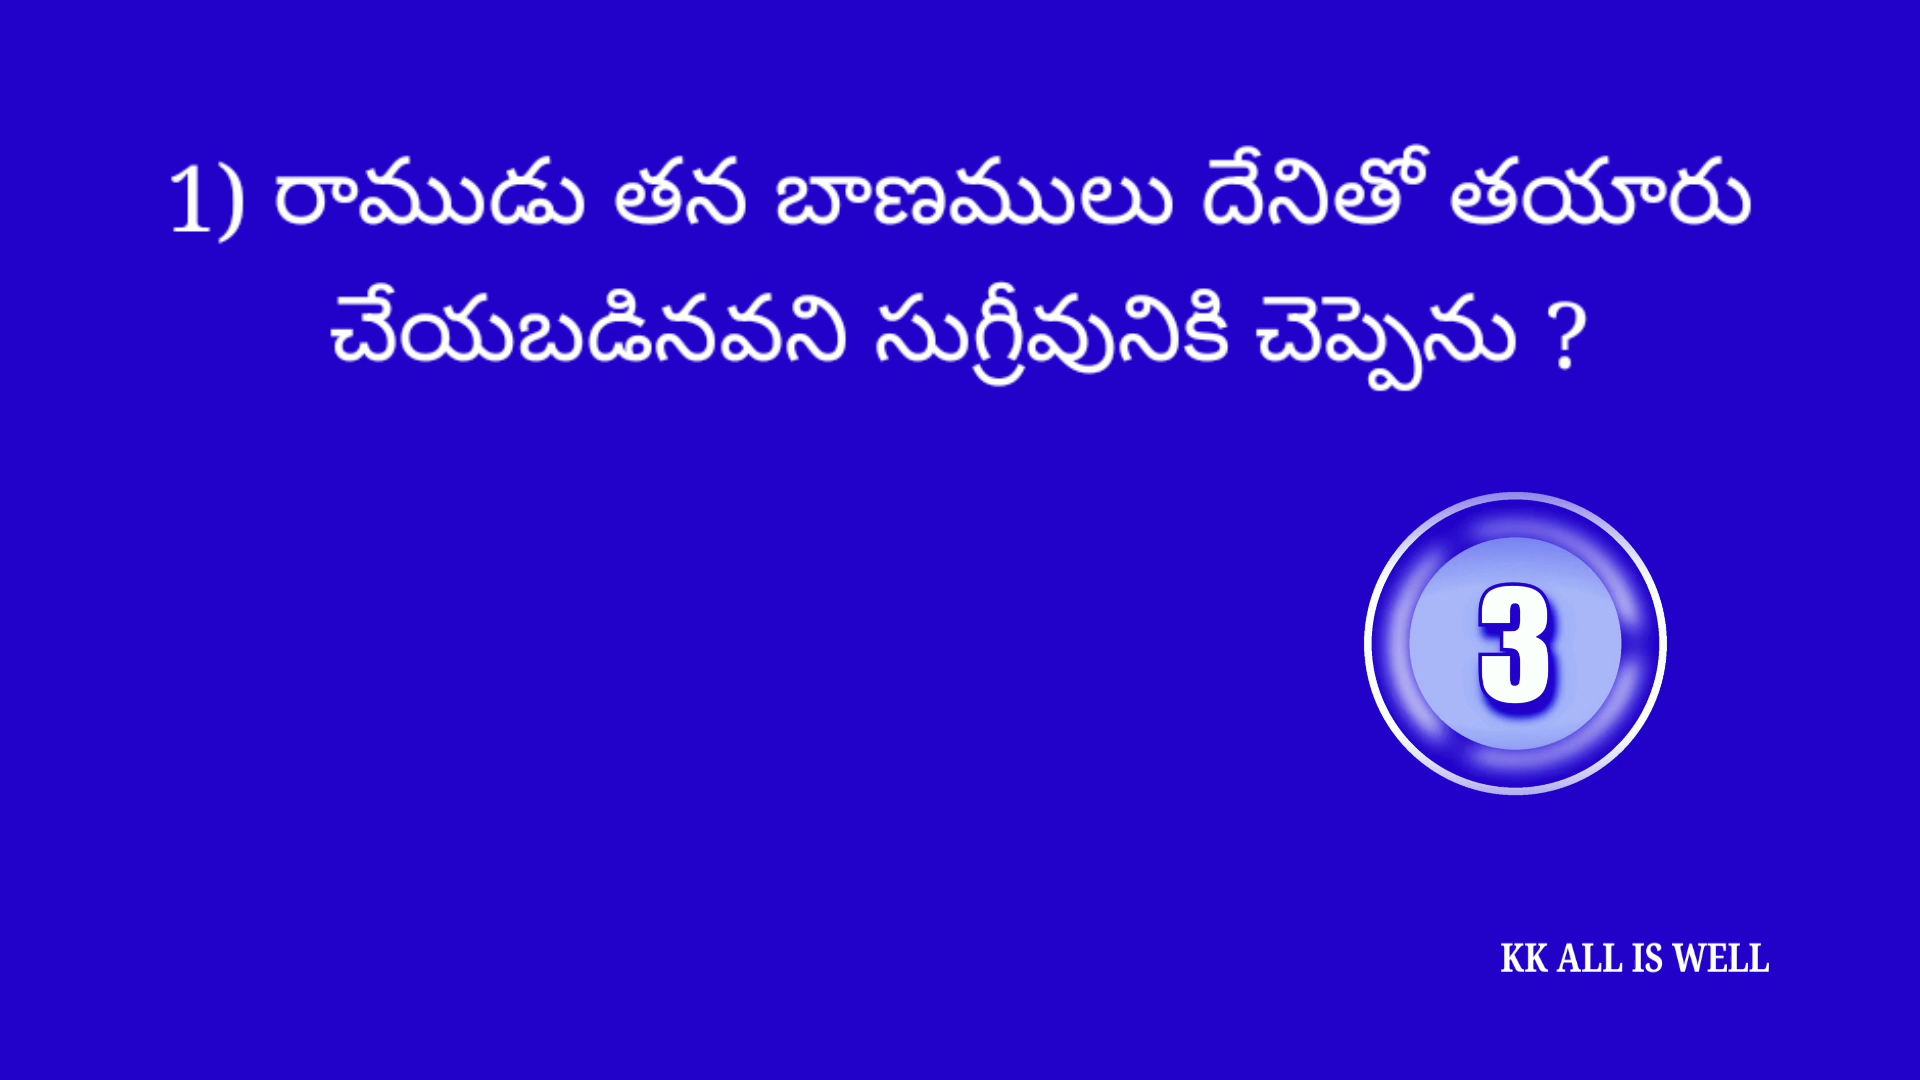 1) రాముడు తన బాణములు దేనితో తయారు
చేయబడినవని సుగ్రీవునికి చెప్పెను ?
3
KK ALL IS WELL